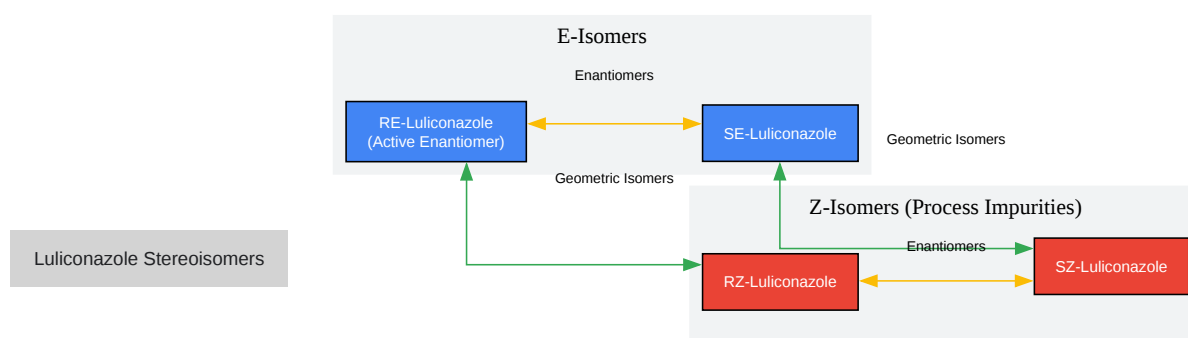 E-Isomers
Enantiomers
RE-Luliconazole
(Active Enantiomer)
SE-Luliconazole
Geometric Isomers
Geometric Isomers
Z-Isomers (Process Impurities)
Enantiomers
Luliconazole Stereoisomers
RZ-Luliconazole
SZ-Luliconazole